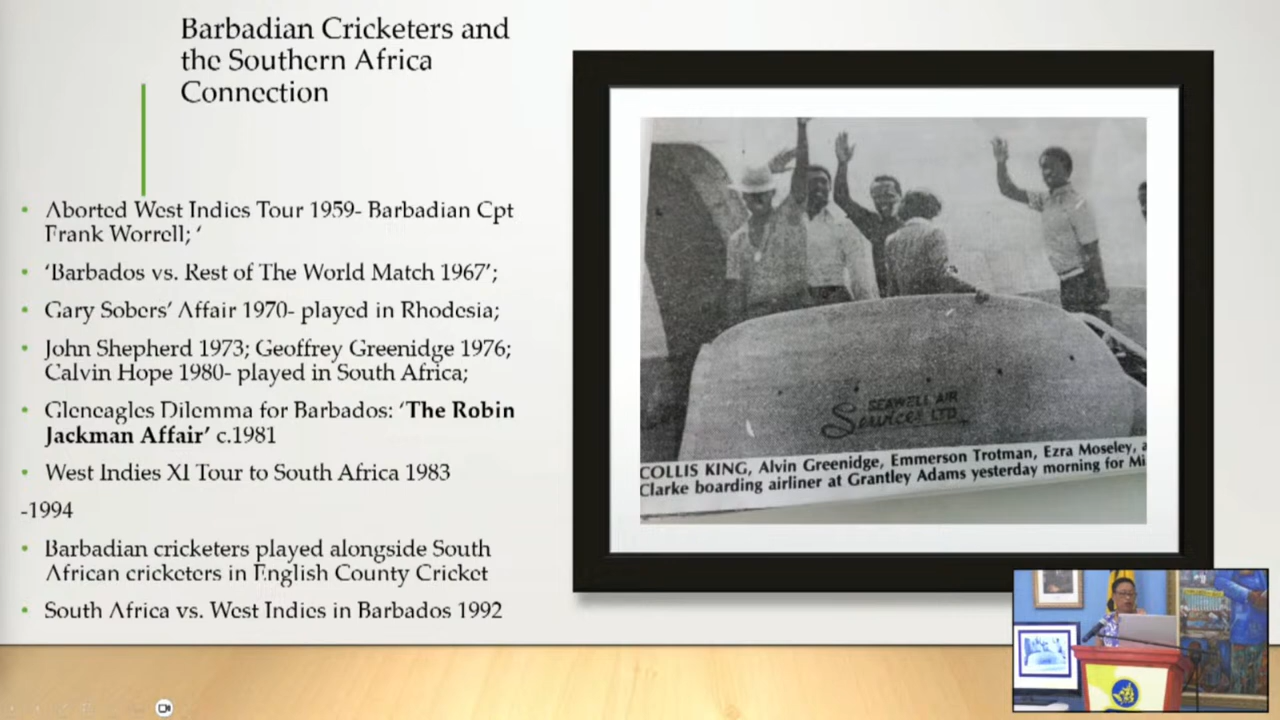 Barbadian Cricketers and
the Southern Africa
Connection
• Aborted West Indies Tour 1959- Barbadian Cpt
Frank Worrell; ‘
• ‘Barbados vs. Rest of The World Match 1967’;
• Gary Sobers’ Affair 1970- played in Rhodesia;
• John Shepherd 1973; Geoffrey Greenidge 1976;
Calvin Hope 1980- played in South Africa;
• Gleneagles Dilemma for Barbados: ‘The Robin
Jackman Affair’ c.1981
• West Indies XI Tour to South Africa 1983
-1994
• Barbadian cricketers played alongside South
African cricketers in English County Cricket
• South Africa vs. West Indies in Barbados 1992
SEAWELL AIR
Services LTD
COLLIS KING, Alvin Greenidge, Emmerson Trotman, Ezra Moseley, a
Clarke boarding airliner at Grantley Adams yesterday morning for Mi